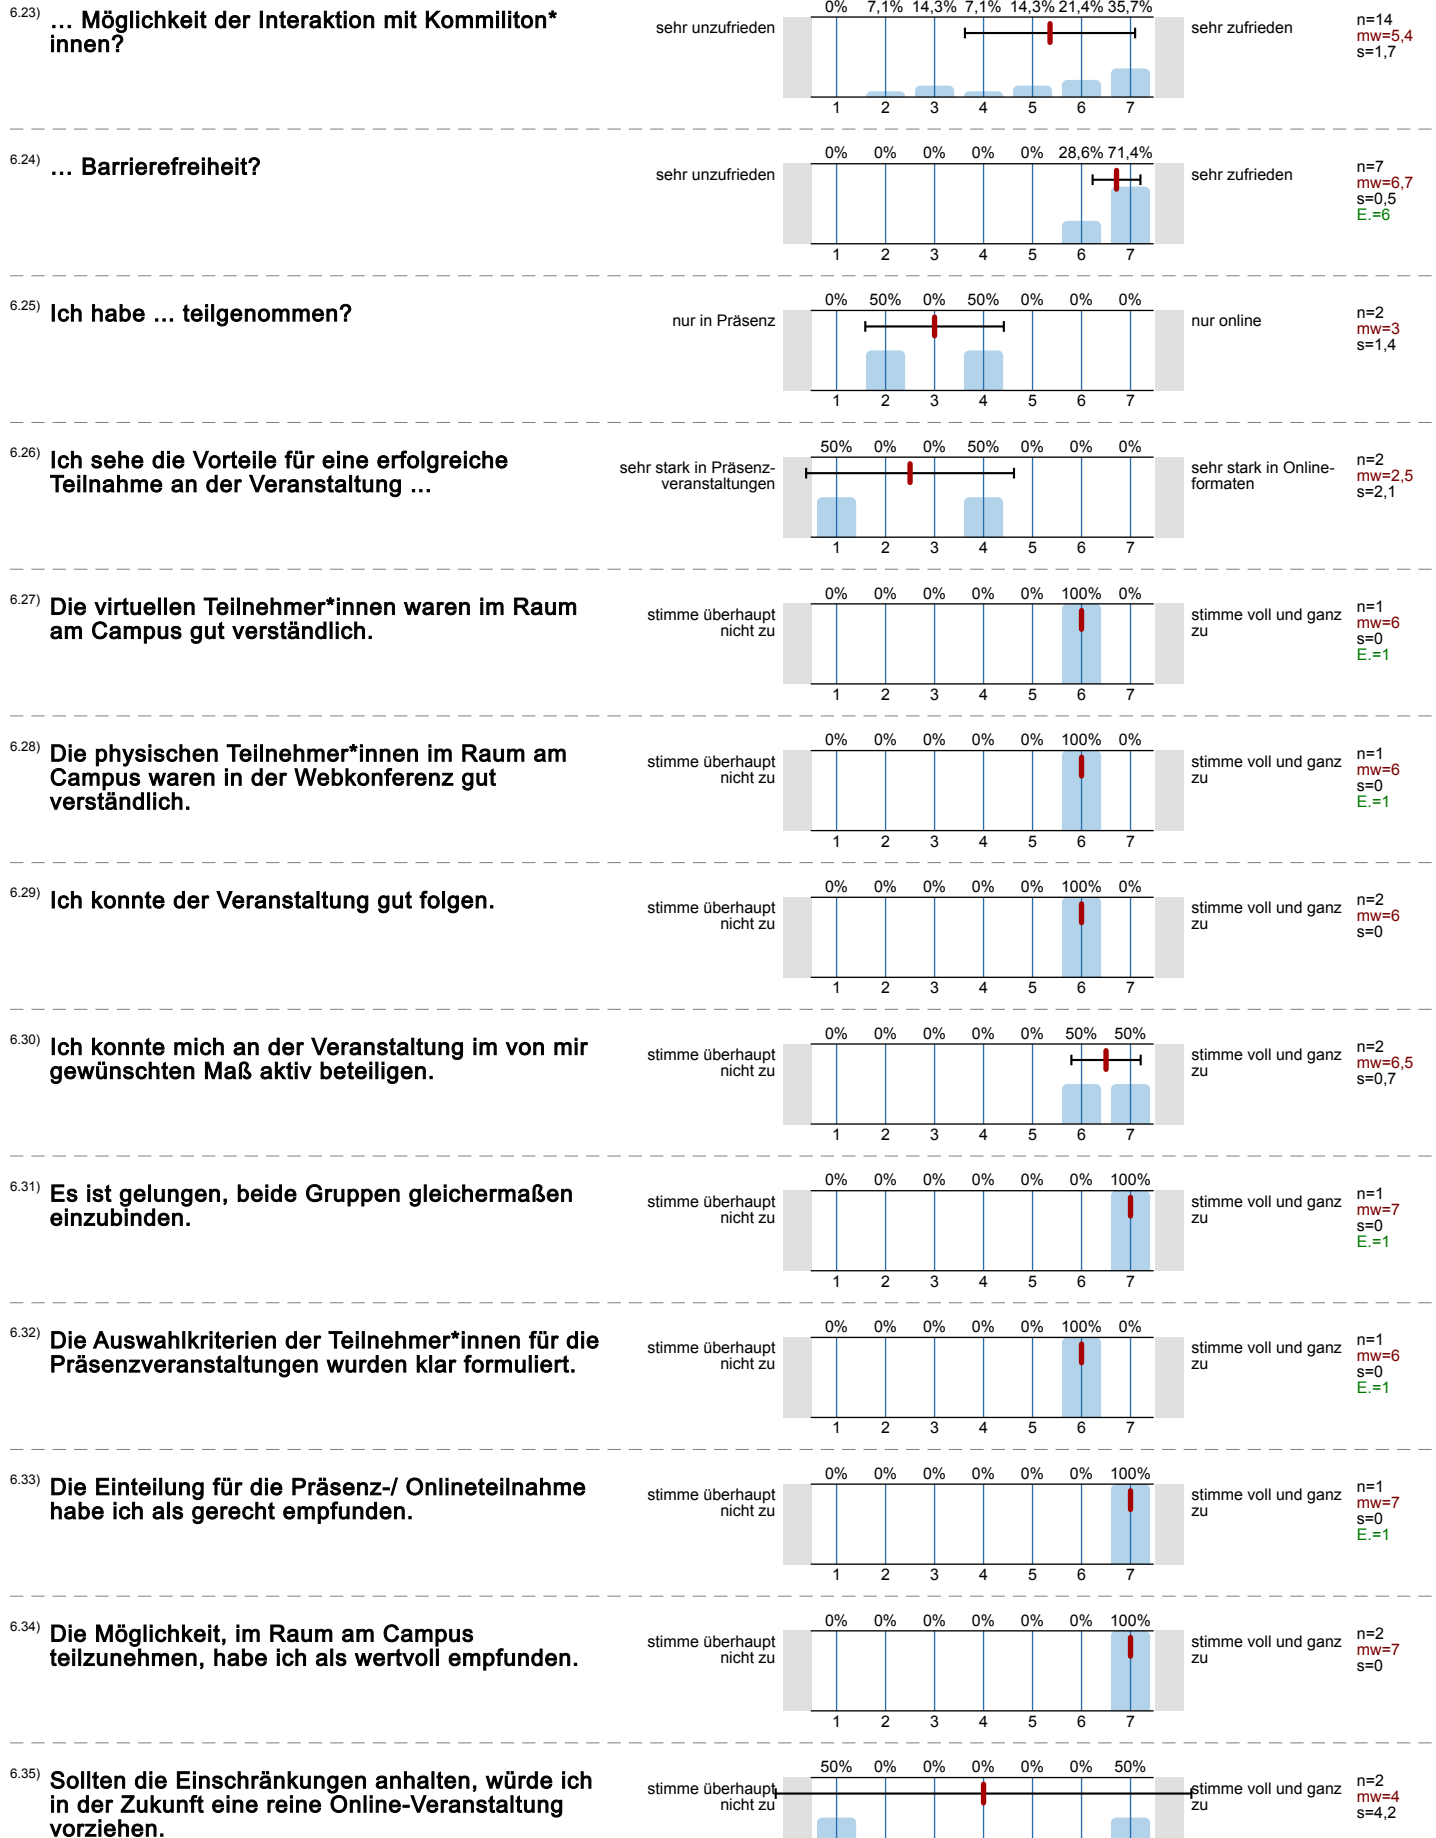 6.23) ... Möglichkeit der Interaktion mit Kommiliton*
innen?
sehr unzufrieden
0% 7,1% 14,3% 7,1% 14,3% 21,4% 35,7%
1 2 3 4 5 6 7
sehr zufrieden
n=14
mw=5,4
s=1,7
6.24) ... Barrierefreiheit?
sehr unzufrieden
0% 0% 0% 0% 0% 28,6% 71,4%
1 2 3 4 5 6 7
sehr zufrieden
n=7
mw=6,7
s=0,5
E.=6
6.25) Ich habe ... teilgenommen?
nur in Präsenz
0% 50% 0% 50% 0% 0% 0%
1 2 3 4 5 6 7
nur online
n=2
mw=3
s=1,4
6.26) Ich sehe die Vorteile für eine erfolgreiche
Teilnahme an der Veranstaltung ...
sehr stark in Präsenz-
veranstaltungen
50% 0% 0% 50% 0% 0% 0%
1 2 3 4 5 6 7
sehr stark in Online-
formaten
n=2
mw=2,5
s=2,1
6.27) Die virtuellen Teilnehmer*innen waren im Raum
am Campus gut verständlich.
stimme überhaupt
nicht zu
0% 0% 0% 0% 0% 100% 0%
1 2 3 4 5 6 7
stimme voll und ganz
zu
n=1
mw=6
s=0
E.=1
6.28) Die physischen Teilnehmer*innen im Raum am
Campus waren in der Webkonferenz gut
verständlich.
stimme überhaupt
nicht zu
0% 0% 0% 0% 0% 100% 0%
1 2 3 4 5 6 7
stimme voll und ganz
zu
n=1
mw=6
s=0
E.=1
6.29) Ich konnte der Veranstaltung gut folgen.
stimme überhaupt
nicht zu
0% 0% 0% 0% 0% 100% 0%
1 2 3 4 5 6 7
stimme voll und ganz
zu
n=2
mw=6
s=0
6.30) Ich konnte mich an der Veranstaltung im von mir
gewünschten Maß aktiv beteiligen.
stimme überhaupt
nicht zu
0% 0% 0% 0% 0% 50% 50%
1 2 3 4 5 6 7
stimme voll und ganz
zu
n=2
mw=6,5
s=0,7
6.31) Es ist gelungen, beide Gruppen gleichermaßen
einzubinden.
stimme überhaupt
nicht zu
0% 0% 0% 0% 0% 0% 100%
1 2 3 4 5 6 7
stimme voll und ganz
zu
n=1
mw=7
s=0
E.=1
6.32) Die Auswahlkriterien der Teilnehmer*innen für die
Präsenzveranstaltungen wurden klar formuliert.
stimme überhaupt
nicht zu
0% 0% 0% 0% 0% 100% 0%
1 2 3 4 5 6 7
stimme voll und ganz
zu
n=1
mw=6
s=0
E.=1
6.33) Die Einteilung für die Präsenz-/ Onlineteilnahme
habe ich als gerecht empfunden.
stimme überhaupt
nicht zu
0% 0% 0% 0% 0% 0% 100%
1 2 3 4 5 6 7
stimme voll und ganz
zu
n=1
mw=7
s=0
E.=1
6.34) Die Möglichkeit, im Raum am Campus
teilzunehmen, habe ich als wertvoll empfunden.
stimme überhaupt
nicht zu
0% 0% 0% 0% 0% 0% 100%
1 2 3 4 5 6 7
stimme voll und ganz
zu
n=2
mw=7
s=0
6.35) Sollten die Einschränkungen anhalten, würde ich
in der Zukunft eine reine Online-Veranstaltung
vorziehen.
stimme überhaupt
nicht zu
50% 0% 0% 0% 0% 0% 50%
stimme voll und ganz
zu
n=2
mw=4
s=4,2